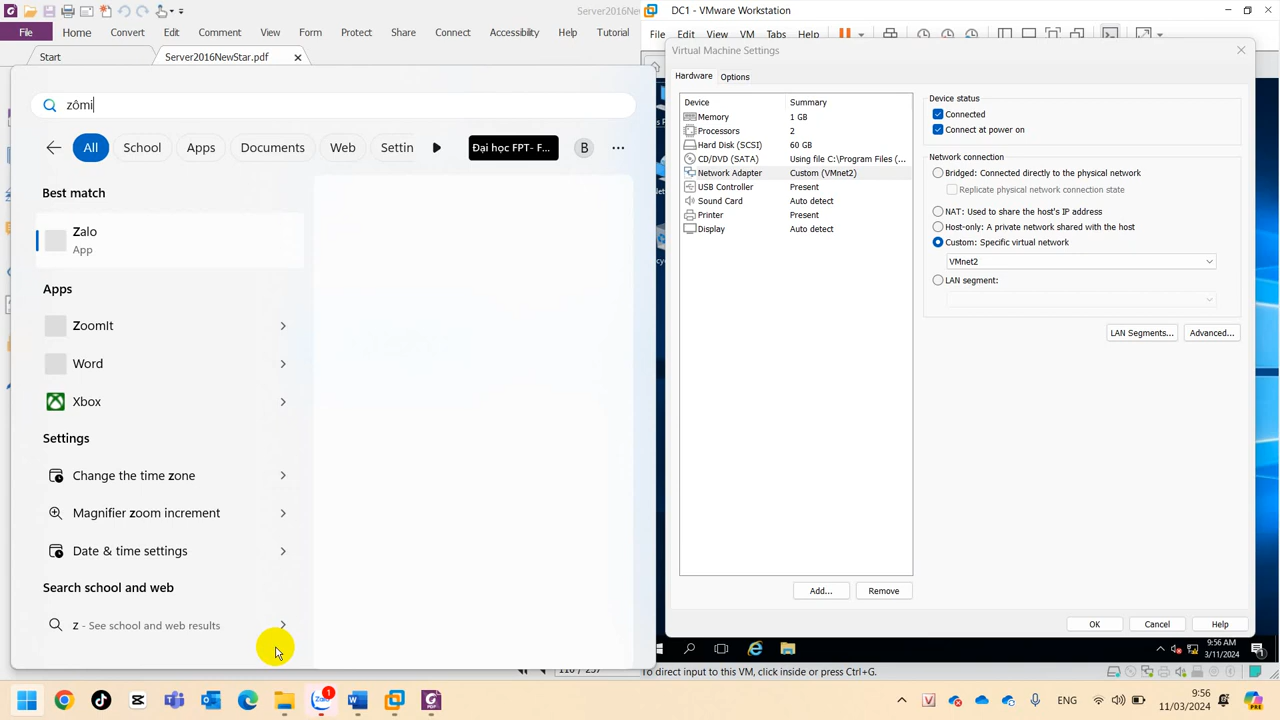 Server2016Ne
DC1 - VMware Workstation
File
Home
Convert
Edit
Comment
View
Form
Protect
Share
Connect
Accessibility
Help
Tutorial
File
Edit
View
VM
Tabs
Help
Start
Server2016NewStar.pdf
zômi
All
School
Apps
Documents
Web
Settin
Đại học FPT- F...
B
Best match
Zalo
App
Apps
ZoomIt
Word
Xbox
Settings
Change the time zone
Magnifier zoom increment
Date & time settings
Search school and web
z - See school and web results
Virtual Machine Settings
Hardware
Options
Device
Summary
Memory
1 GB
Processors
2
Hard Disk (SCSI)
60 GB
CD/DVD (SATA)
Using file C:\Program Files (...
Network Adapter
Custom (VMnet2)
USB Controller
Present
Sound Card
Auto detect
Printer
Present
Display
Auto detect
Add...
Remove
Device status
Connected
Connect at power on
Network connection
Bridged: Connected directly to the physical network
Replicate physical network connection state
NAT: Used to share the host's IP address
Host-only: A private network shared with the host
Custom: Specific virtual network
VMnet2
LAN segment:
LAN Segments...
Advanced...
OK
Cancel
Help
9:56 AM
3/11/2024
To direct input to this VM, click inside or press Ctrl+G.
Zalo
1
V
ENG
9:56
11/03/2024
PRE